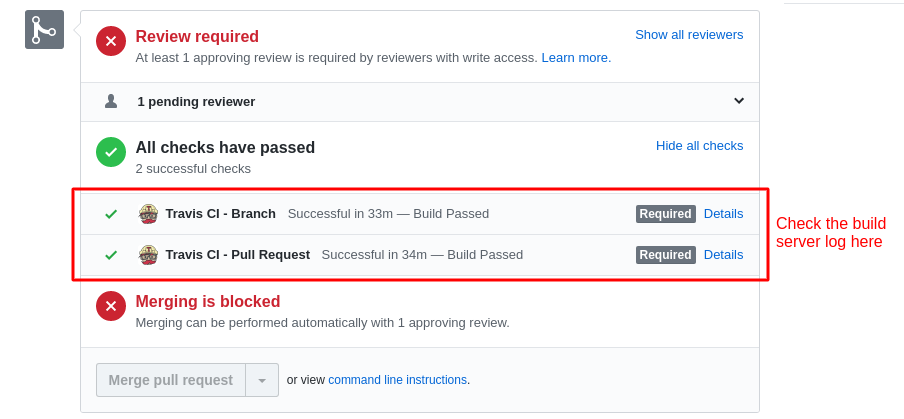 Review required
Show all reviewers
At least 1 approving review is required by reviewers with write access. Learn more.
1 pending reviewer
All checks have passed
Hide all checks
2 successful checks
Travis CI - Branch Successful in 33m — Build Passed Required Details
Travis CI - Pull Request Successful in 34m — Build Passed Required Details
Check the build
server log here
Merging is blocked
Merging can be performed automatically with 1 approving review.
Merge pull request or view command line instructions.